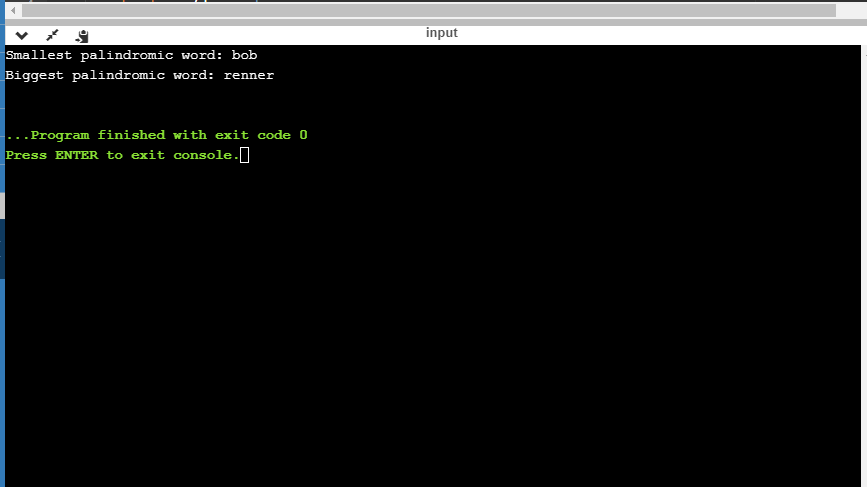 input
Smallest palindromic word: bob
Biggest palindromic word: renner
...Program finished with exit code 0
Press ENTER to exit console.